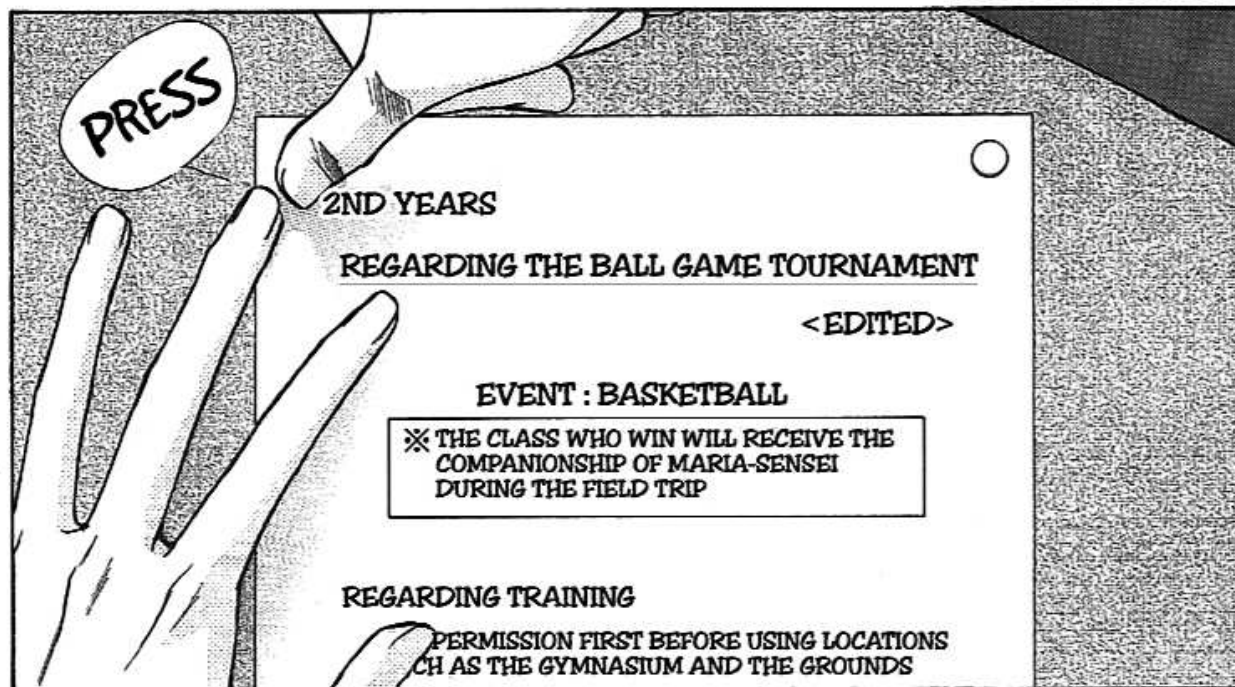 PRESS
2ND YEARS
REGARDING THE BALL GAME TOURNAMENT
<EDITED>
EVENT : BASKETBALL
※ THE CLASS WHO WIN WILL RECEIVE THE
COMPANIONSHIP OF MARIA-SENSEI
DURING THE FIELD TRIP
REGARDING TRAINING
PERMISSION FIRST BEFORE USING LOCATIONS
AS THE GYMNASIUM AND THE GROUNDS